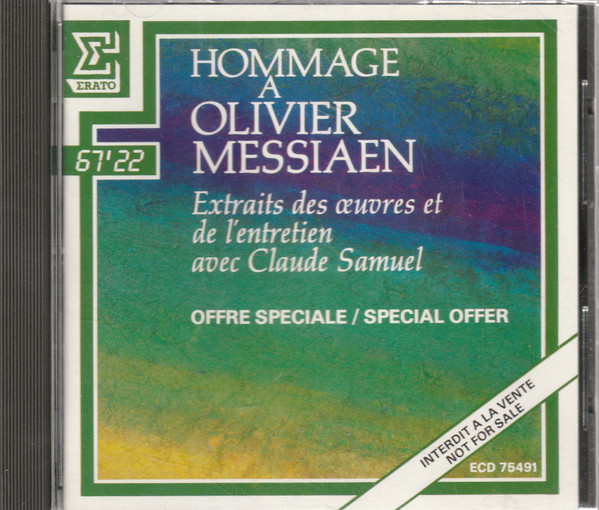 ΣRATO
HOMMAGE
A
OLIVIER
MESSIAEN
67'22
Extraits des œuvres et
de l'entretien
avec Claude Samuel
OFFRE SPECIALE / SPECIAL OFFER
INTERDIT A LA VENTE
NOT FOR SALE
ECD 75491